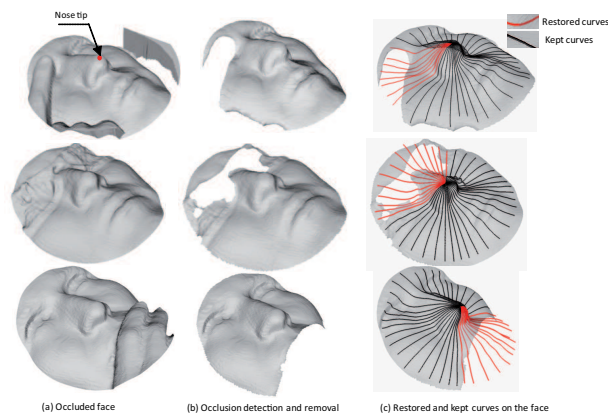 Nose tip
Restored curves
Kept curves
(a) Occluded face
(b) Occlusion detection and removal
(c) Restored and kept curves on the face